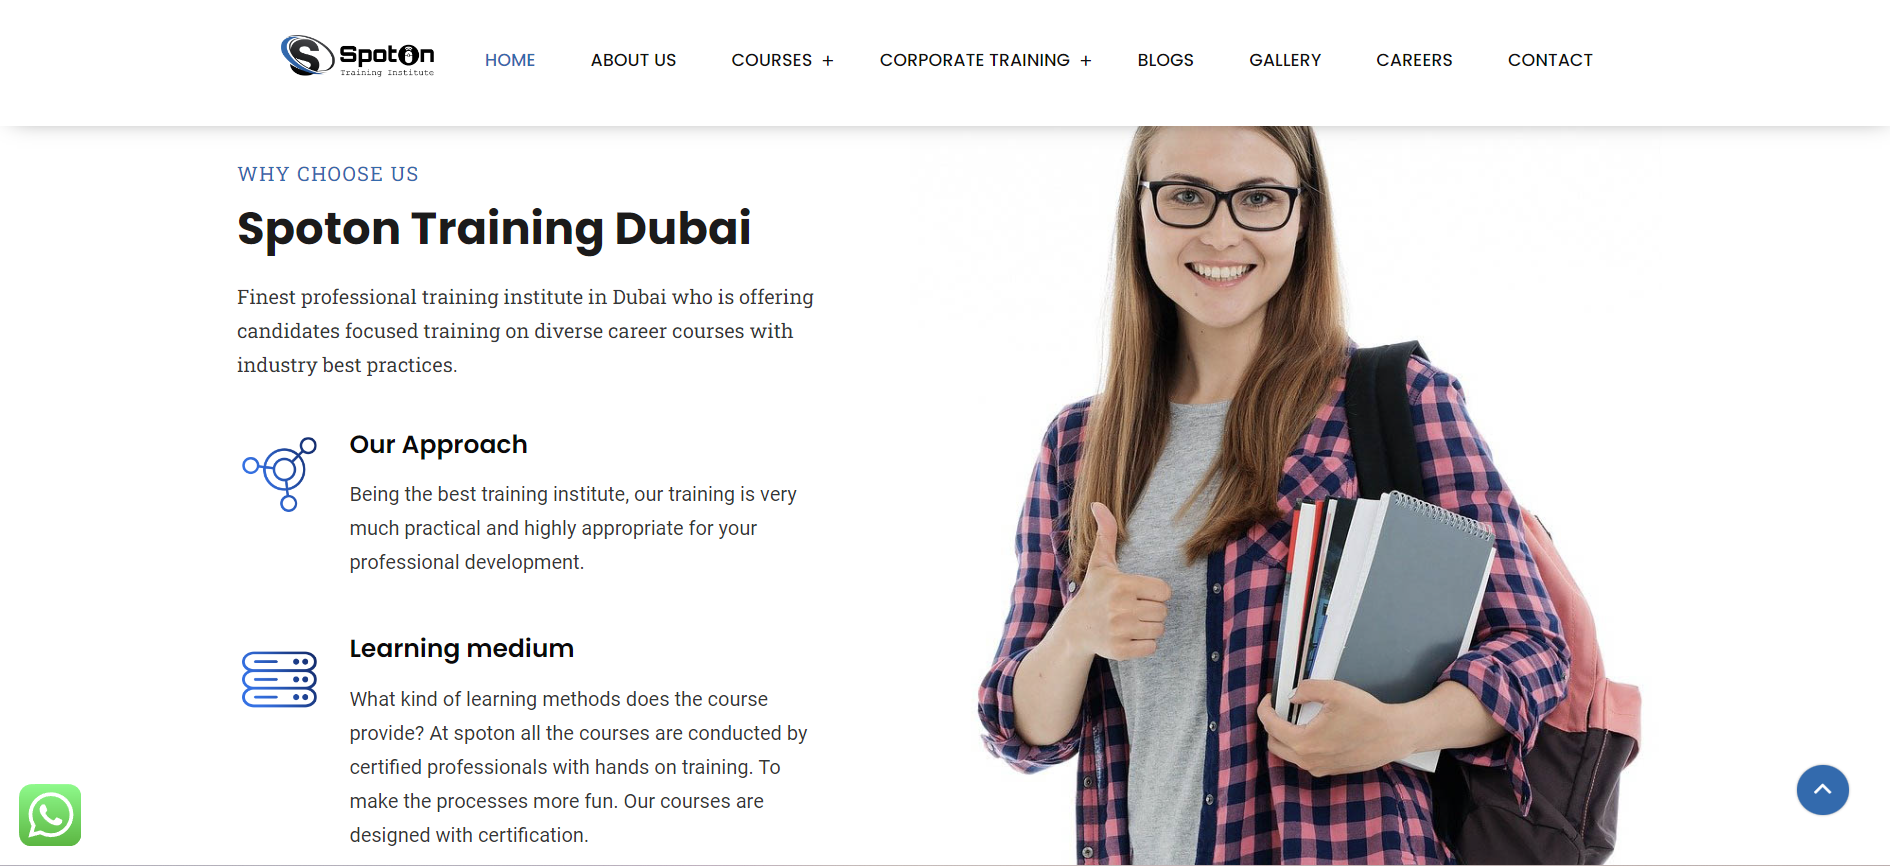 SpotOn
Training Institute
HOME
ABOUT US
COURSES +
CORPORATE TRAINING +
BLOGS
GALLERY
CAREERS
CONTACT
WHY CHOOSE US
Spoton Training Dubai
Finest professional training institute in Dubai who is offering
candidates focused training on diverse career courses with
industry best practices.
Our Approach
Being the best training institute, our training is very
much practical and highly appropriate for your
professional development.
Learning medium
What kind of learning methods does the course
provide? At spoton all the courses are conducted by
certified professionals with hands on training. To
make the processes more fun. Our courses are
designed with certification.